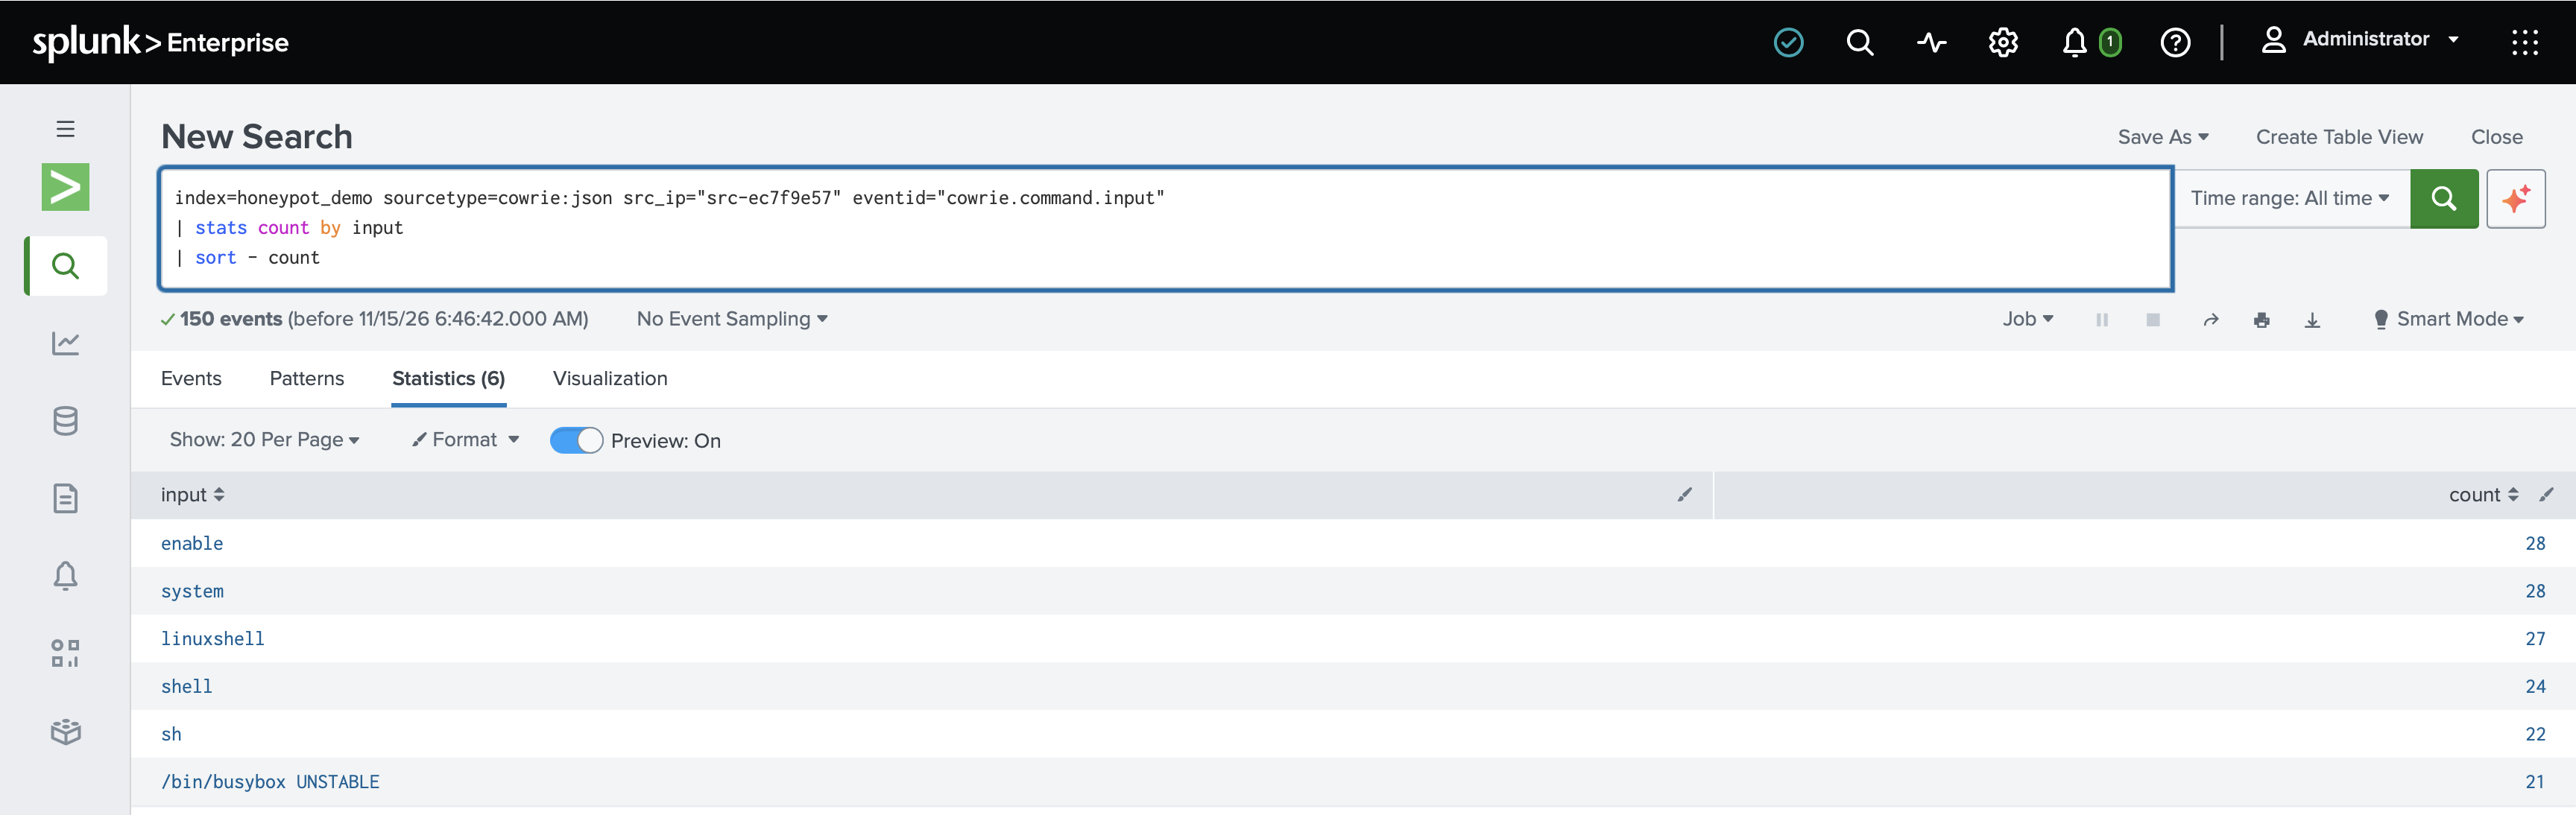 splunk> Enterprise
1
Administrator
New Search
Save As
Create Table View
Close
index=honeypot_demo sourcetype=cowrie:json src_ip="src-ec7f9e57" eventid="cowrie.command.input"
| stats count by input
| sort - count
Time range: All time
150 events (before 11/15/26 6:46:42.000 AM)
No Event Sampling
Job
Smart Mode
Events
Patterns
Statistics (6)
Visualization
Show: 20 Per Page
Format
Preview: On
input
count
enable 28
system 28
linuxshell 27
shell 24
sh 22
/bin/busybox UNSTABLE 21